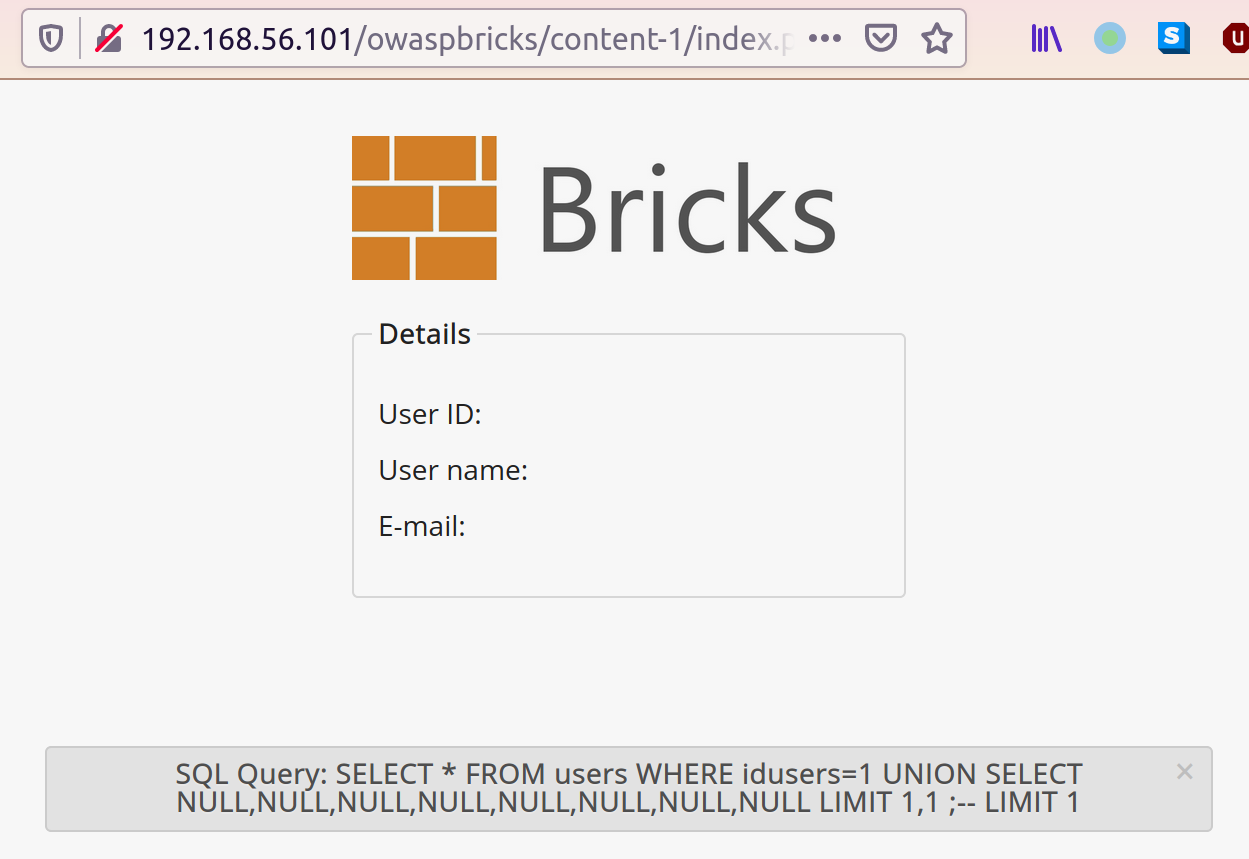 192.168.56.101/owaspbricks/content-1/index.p
S
U
Bricks
Details
User ID:
User name:
E-mail:
SQL Query: SELECT * FROM users WHERE idusers=1 UNION SELECT
NULL,NULL,NULL,NULL,NULL,NULL,NULL,NULL LIMIT 1,1 ;-- LIMIT 1